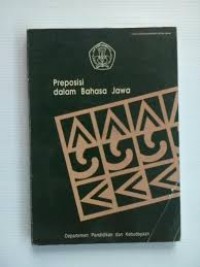 Preposisi
dalam Bahasa Jawa
Departemen Pendidikan dan Kebudayaan